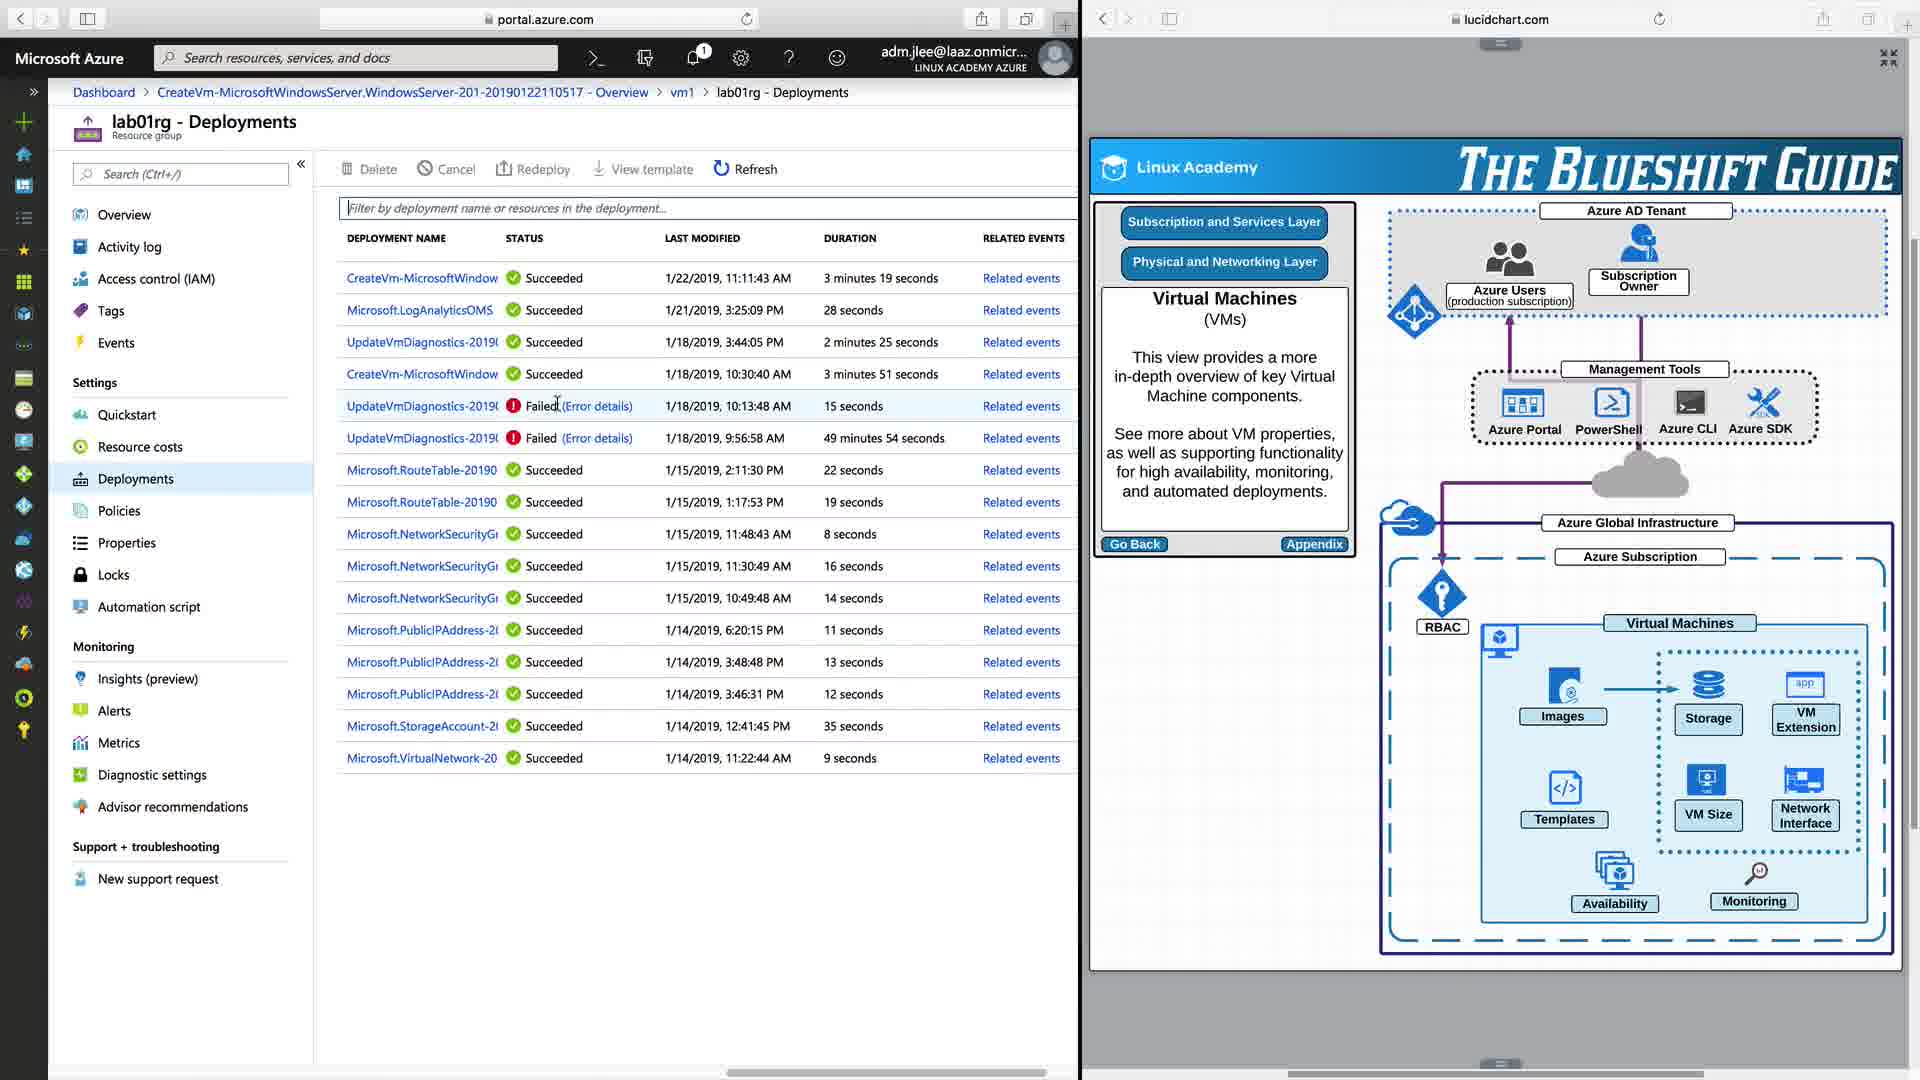 portal.azure.com
Microsoft Azure
Search resources, services, and docs
1
adm.jlee@laaz.onmicr...
LINUX ACADEMY AZURE
Dashboard > CreateVm-MicrosoftWindowsServer.WindowsServer-201-20190122110517 - Overview > vm1 > lab01rg - Deployments
lab01rg - Deployments
Resource group
Search (Ctrl+/)
Overview
Activity log
Access control (IAM)
Tags
Events
Settings
Quickstart
Resource costs
Deployments
Policies
Properties
Locks
Automation script
Monitoring
Insights (preview)
Alerts
Metrics
Diagnostic settings
Advisor recommendations
Support + troubleshooting
New support request
Delete Cancel Redeploy View template Refresh
Filter by deployment name or resources in the deployment...
DEPLOYMENT NAME STATUS LAST MODIFIED DURATION RELATED EVENTS
CreateVm-MicrosoftWindow Succeeded 1/22/2019, 11:11:43 AM 3 minutes 19 seconds Related events
Microsoft.LogAnalyticsOMS Succeeded 1/21/2019, 3:25:09 PM 28 seconds Related events
UpdateVmDiagnostics-2019 Succeeded 1/18/2019, 3:44:05 PM 2 minutes 25 seconds Related events
CreateVm-MicrosoftWindow Succeeded 1/18/2019, 10:30:40 AM 3 minutes 51 seconds Related events
UpdateVmDiagnostics-2019 Failed (Error details) 1/18/2019, 10:13:48 AM 15 seconds Related events
UpdateVmDiagnostics-2019 Failed (Error details) 1/18/2019, 9:56:58 AM 49 minutes 54 seconds Related events
Microsoft.RouteTable-20190 Succeeded 1/15/2019, 2:11:30 PM 22 seconds Related events
Microsoft.RouteTable-20190 Succeeded 1/15/2019, 1:17:53 PM 19 seconds Related events
Microsoft.NetworkSecurityGr Succeeded 1/15/2019, 11:48:43 AM 8 seconds Related events
Microsoft.NetworkSecurityGr Succeeded 1/15/2019, 11:30:49 AM 16 seconds Related events
Microsoft.NetworkSecurityGr Succeeded 1/15/2019, 10:49:48 AM 14 seconds Related events
Microsoft.PublicIPAddress-2 Succeeded 1/14/2019, 6:20:15 PM 11 seconds Related events
Microsoft.PublicIPAddress-2 Succeeded 1/14/2019, 3:48:48 PM 13 seconds Related events
Microsoft.PublicIPAddress-2 Succeeded 1/14/2019, 3:46:31 PM 12 seconds Related events
Microsoft.StorageAccount-2 Succeeded 1/14/2019, 12:41:45 PM 35 seconds Related events
Microsoft.VirtualNetwork-20 Succeeded 1/14/2019, 11:22:44 AM 9 seconds Related events
lucidchart.com
Linux Academy
THE BLUESHIFT GUIDE
Subscription and Services Layer
Physical and Networking Layer
Virtual Machines
(VMs)
This view provides a more
in-depth overview of key Virtual
Machine components.
See more about VM properties,
as well as supporting functionality
for high availability, monitoring,
and automated deployments.
Go Back
Appendix
Azure AD Tenant
Azure Users
(production subscription)
Subscription
Owner
Management Tools
Azure Portal
PowerShell
Azure CLI
SDK
Azure SDK
Azure Global Infrastructure
Azure Subscription
RBAC
Virtual Machines
Images
Storage
app
VM
Extension
Templates
VM Size
Network
Interface
Availability
Monitoring